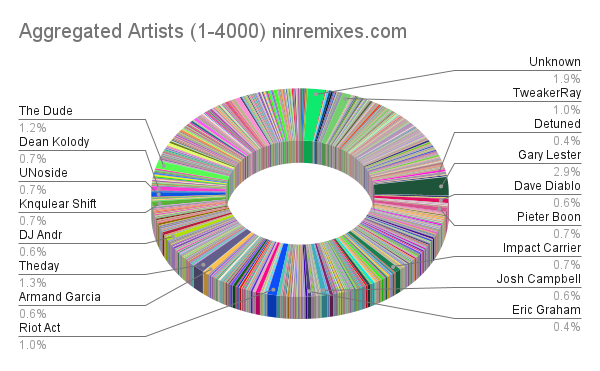 Aggregated Artists (1-4000) ninremixes.com
The Dude
1.2%
Dean Kolody
0.7%
UNoside
0.7%
Knqulear Shift
0.7%
DJ Andr
0.6%
Theday
1.3%
Armand Garcia
0.6%
Riot Act
1.0%
Unknown
1.9%
TweakerRay
1.0%
Detuned
0.4%
Gary Lester
2.9%
Dave Diablo
0.6%
Pieter Boon
0.7%
Impact Carrier
0.7%
Josh Campbell
0.6%
Eric Graham
0.4%